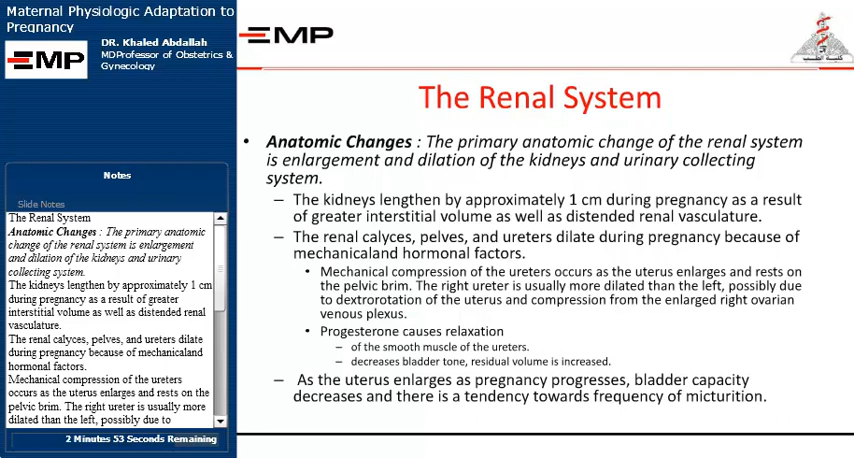 Maternal Physiologic Adaptation to
Pregnancy
EMP
DR. Khaled Abdallah
MDProfessor of Obstetrics &
Gynecology
EMP
Notes
Slide Notes
The Renal System
Anatomic Changes : The primary anatomic
change of the renal system is enlargement
and dilation of the kidneys and urinary
collecting system.
The kidneys lengthen by approximately 1 cm
during pregnancy as a result of greater
interstitial volume as well as distended renal
vasculature.
The renal calyces, pelves, and ureters dilate
during pregnancy because of mechanicaland
hormonal factors.
Mechanical compression of the ureters
occurs as the uterus enlarges and rests on the
pelvic brim. The right ureter is usually more
dilated than the left, possibly due to
2 Minutes 53 Seconds Remaining
The Renal System
• Anatomic Changes : The primary anatomic change of the renal system
is enlargement and dilation of the kidneys and urinary collecting
system.
– The kidneys lengthen by approximately 1 cm during pregnancy as a result
of greater interstitial volume as well as distended renal vasculature.
– The renal calyces, pelves, and ureters dilate during pregnancy because of
mechanicaland hormonal factors.
• Mechanical compression of the ureters occurs as the uterus enlarges and rests on
the pelvic brim. The right ureter is usually more dilated than the left, possibly due
to dextrorotation of the uterus and compression from the enlarged right ovarian
venous plexus.
• Progesterone causes relaxation
– of the smooth muscle of the ureters.
– decreases bladder tone, residual volume is increased.
– As the uterus enlarges as pregnancy progresses, bladder capacity
decreases and there is a tendency towards frequency of micturition.